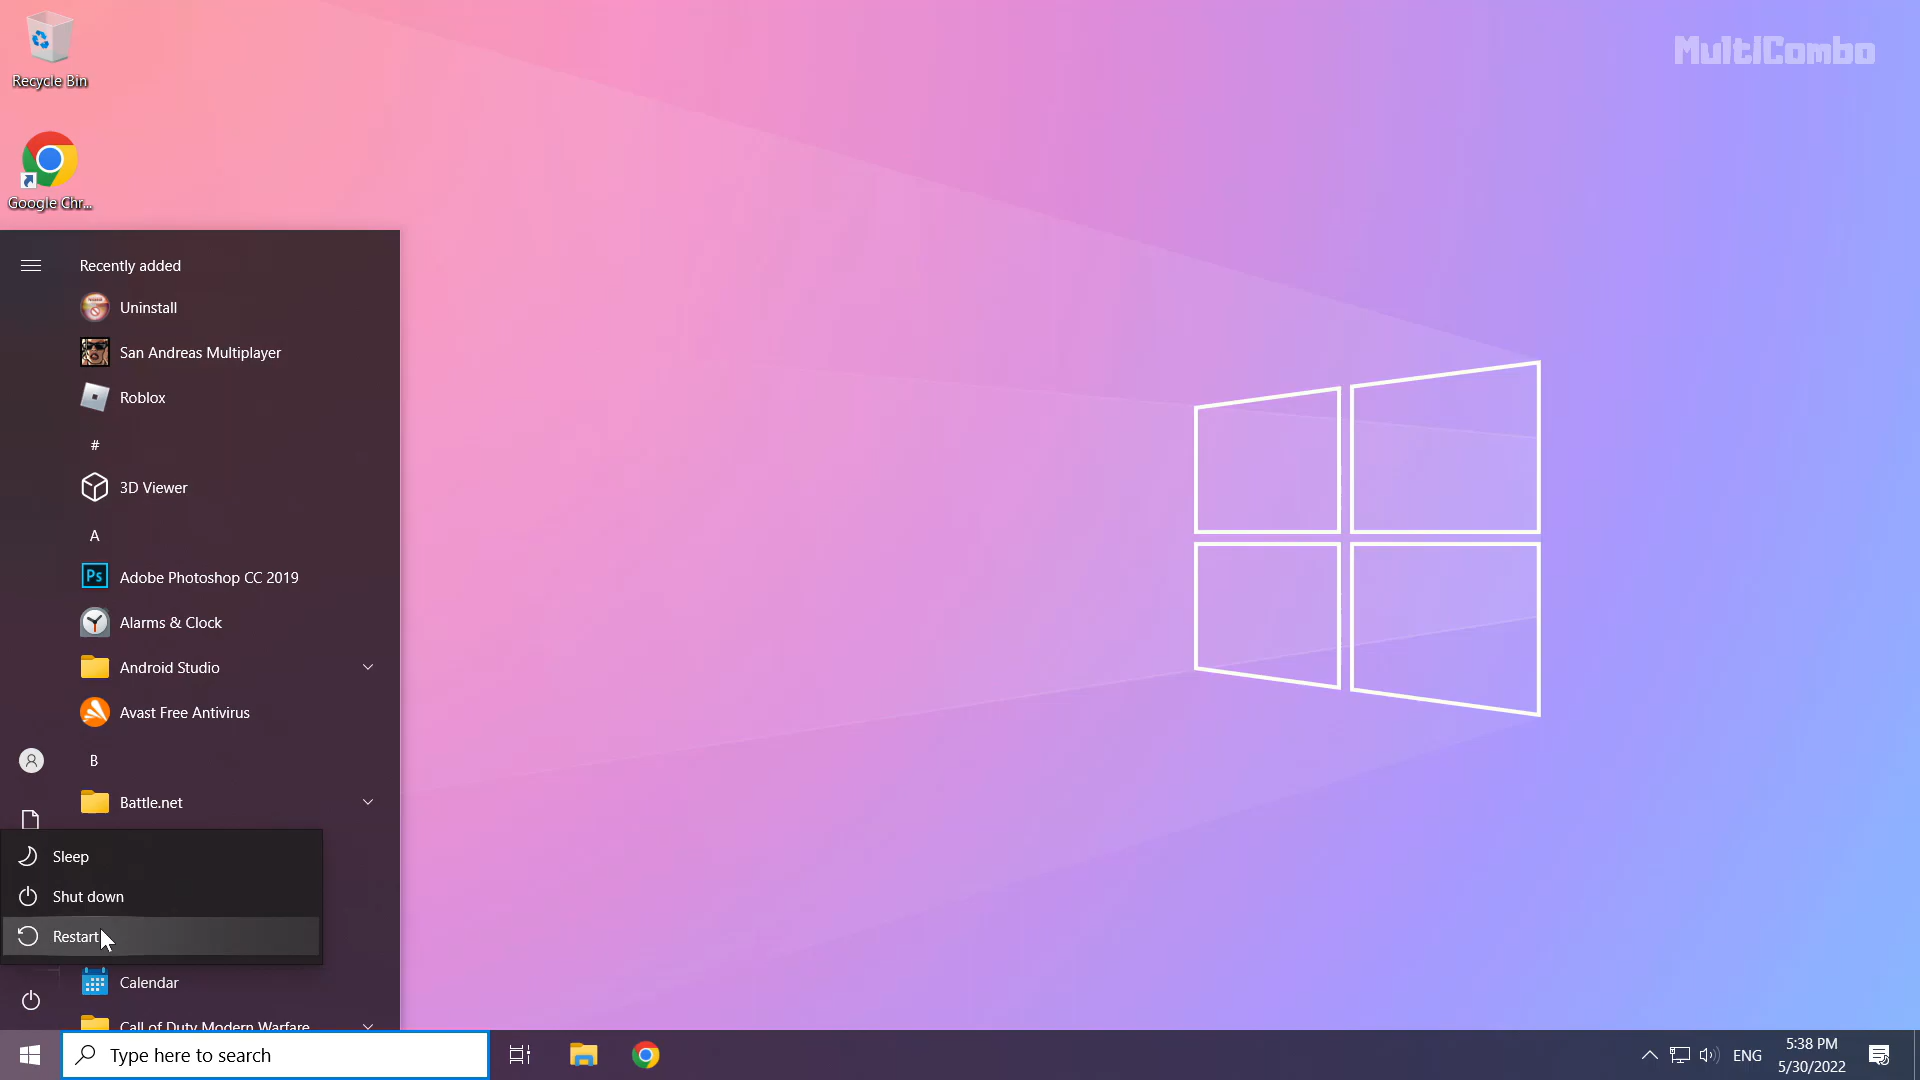 MultiCombo
Recycle Bin
Google Chr...
Recently added
Uninstall
San Andreas Multiplayer
Roblox
#
3D Viewer
A
Ps
Adobe Photoshop CC 2019
Alarms & Clock
Android Studio
Avast Free Antivirus
B
Battle.net
Sleep
Shut down
Restart
Calendar
Call of Duty Modern Warfare
Type here to search
ENG
5:38 PM
5/30/2022